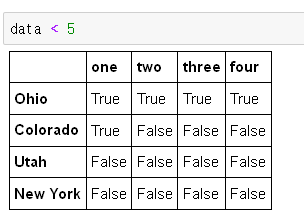 data < 5
one two three four
Ohio True True True True
Colorado True False False False
Utah False False False False
New York False False False False